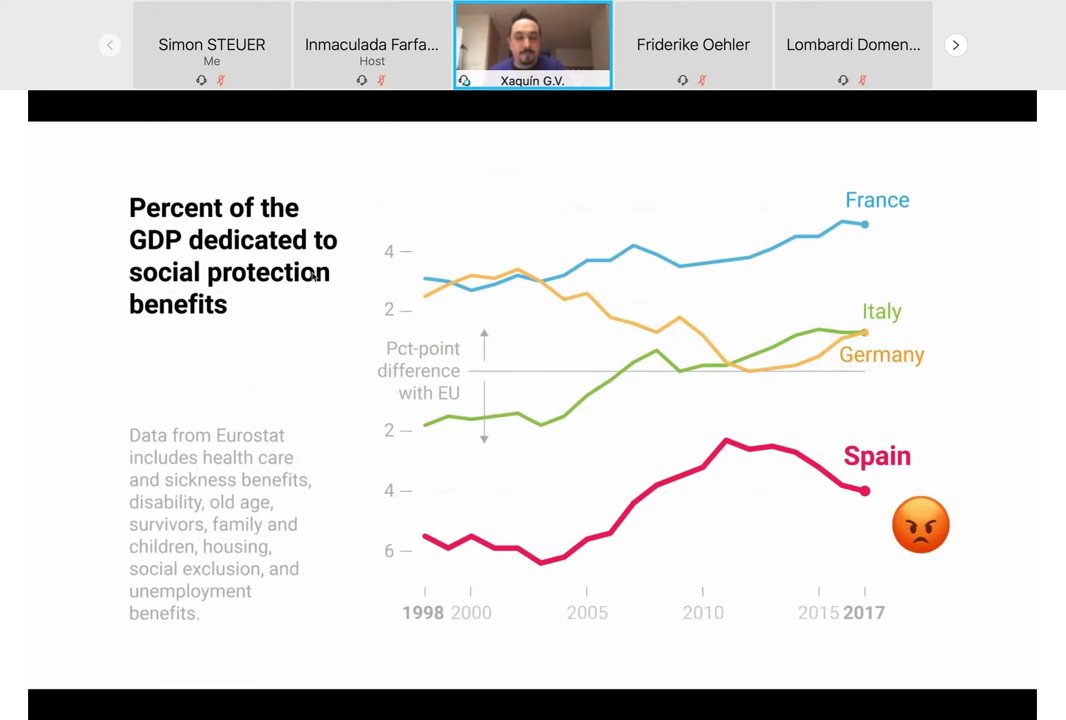 Simon STEUER
Me
Inmaculada Farfa...
Host
Xaquín G.V.
Friderike Oehler
Lombardi Domen...
Percent of the
GDP dedicated to
social protection
benefits
Data from Eurostat
includes health care
and sickness benefits,
disability, old age,
survivors, family and
children, housing,
social exclusion, and
unemployment
benefits.
4
2
Pct-point
difference
with EU
2
4
6
France
Italy
Germany
Spain
1998 2000 2005 2010 2015 2017